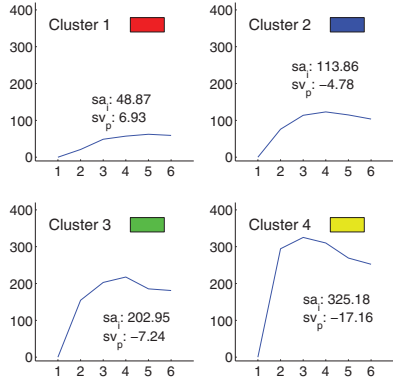 400
300
200
100
0
Cluster 1
sa_i: 48.87
sv_p: 6.93
1 2 3 4 5 6
400
300
200
100
0
Cluster 2
sa_i: 113.86
sv_p: −4.78
1 2 3 4 5 6
400
300
200
100
0
Cluster 3
sa_i: 202.95
sv_p: −7.24
1 2 3 4 5 6
400
300
200
100
0
Cluster 4
sa_i: 325.18
sv_p: −17.16
1 2 3 4 5 6